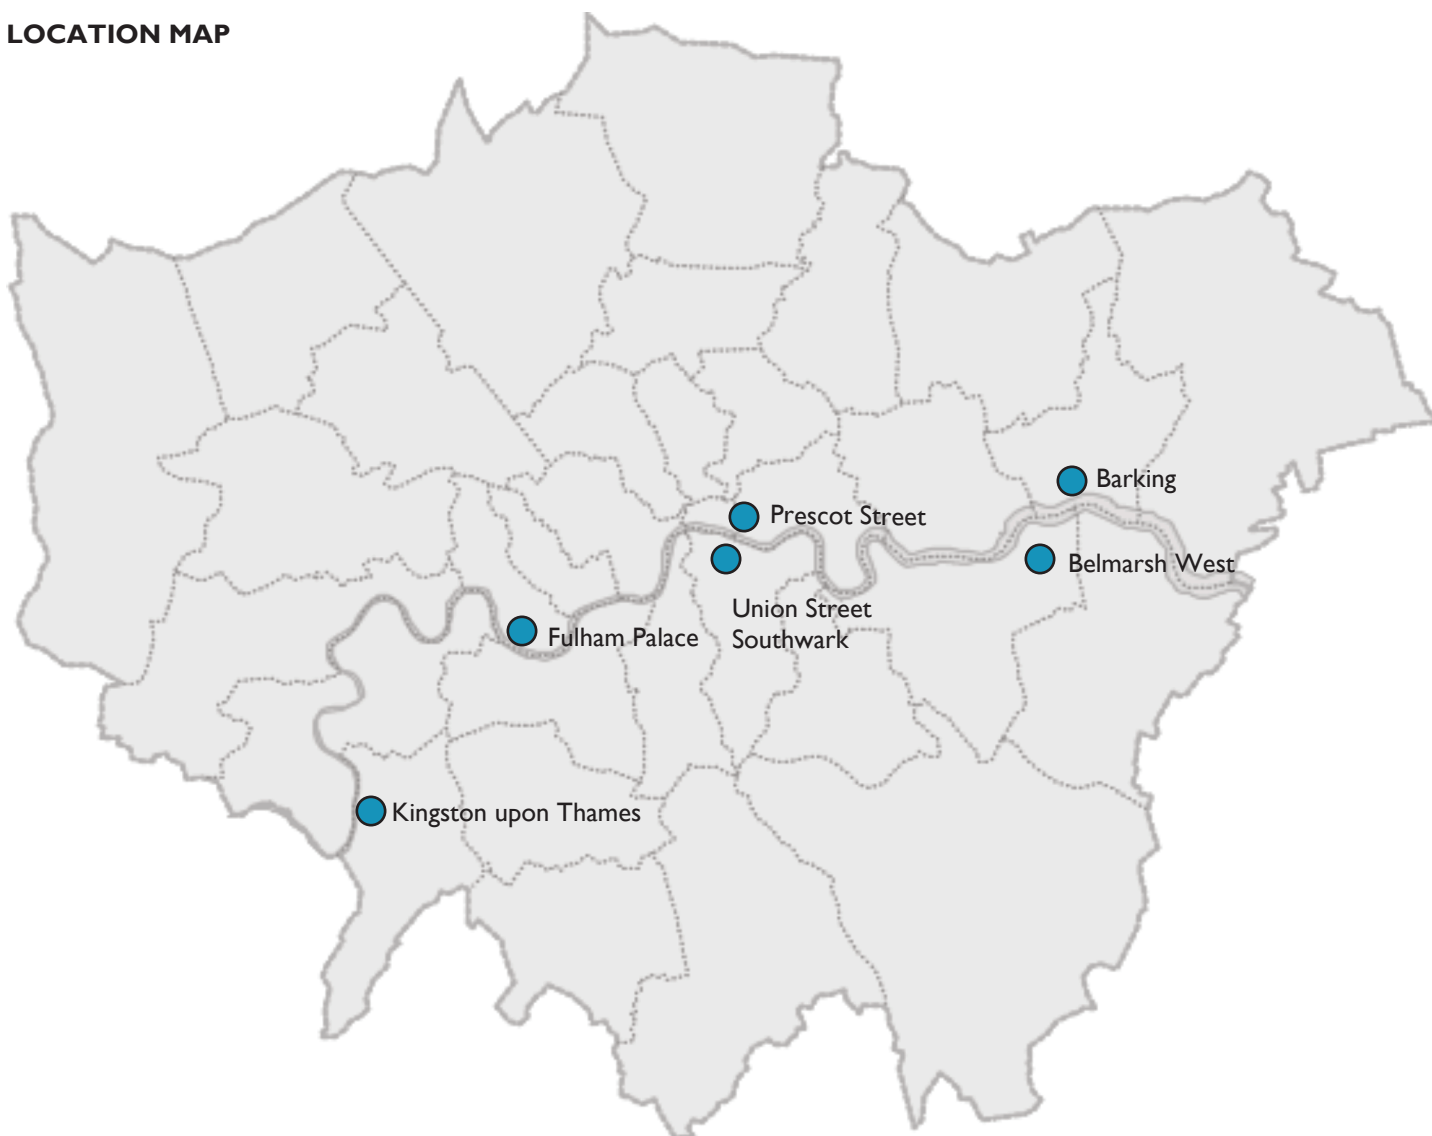 LOCATION MAP
Barking
Prescot Street
Belmarsh West
Union Street
Southwark
Fulham Palace
Kingston upon Thames